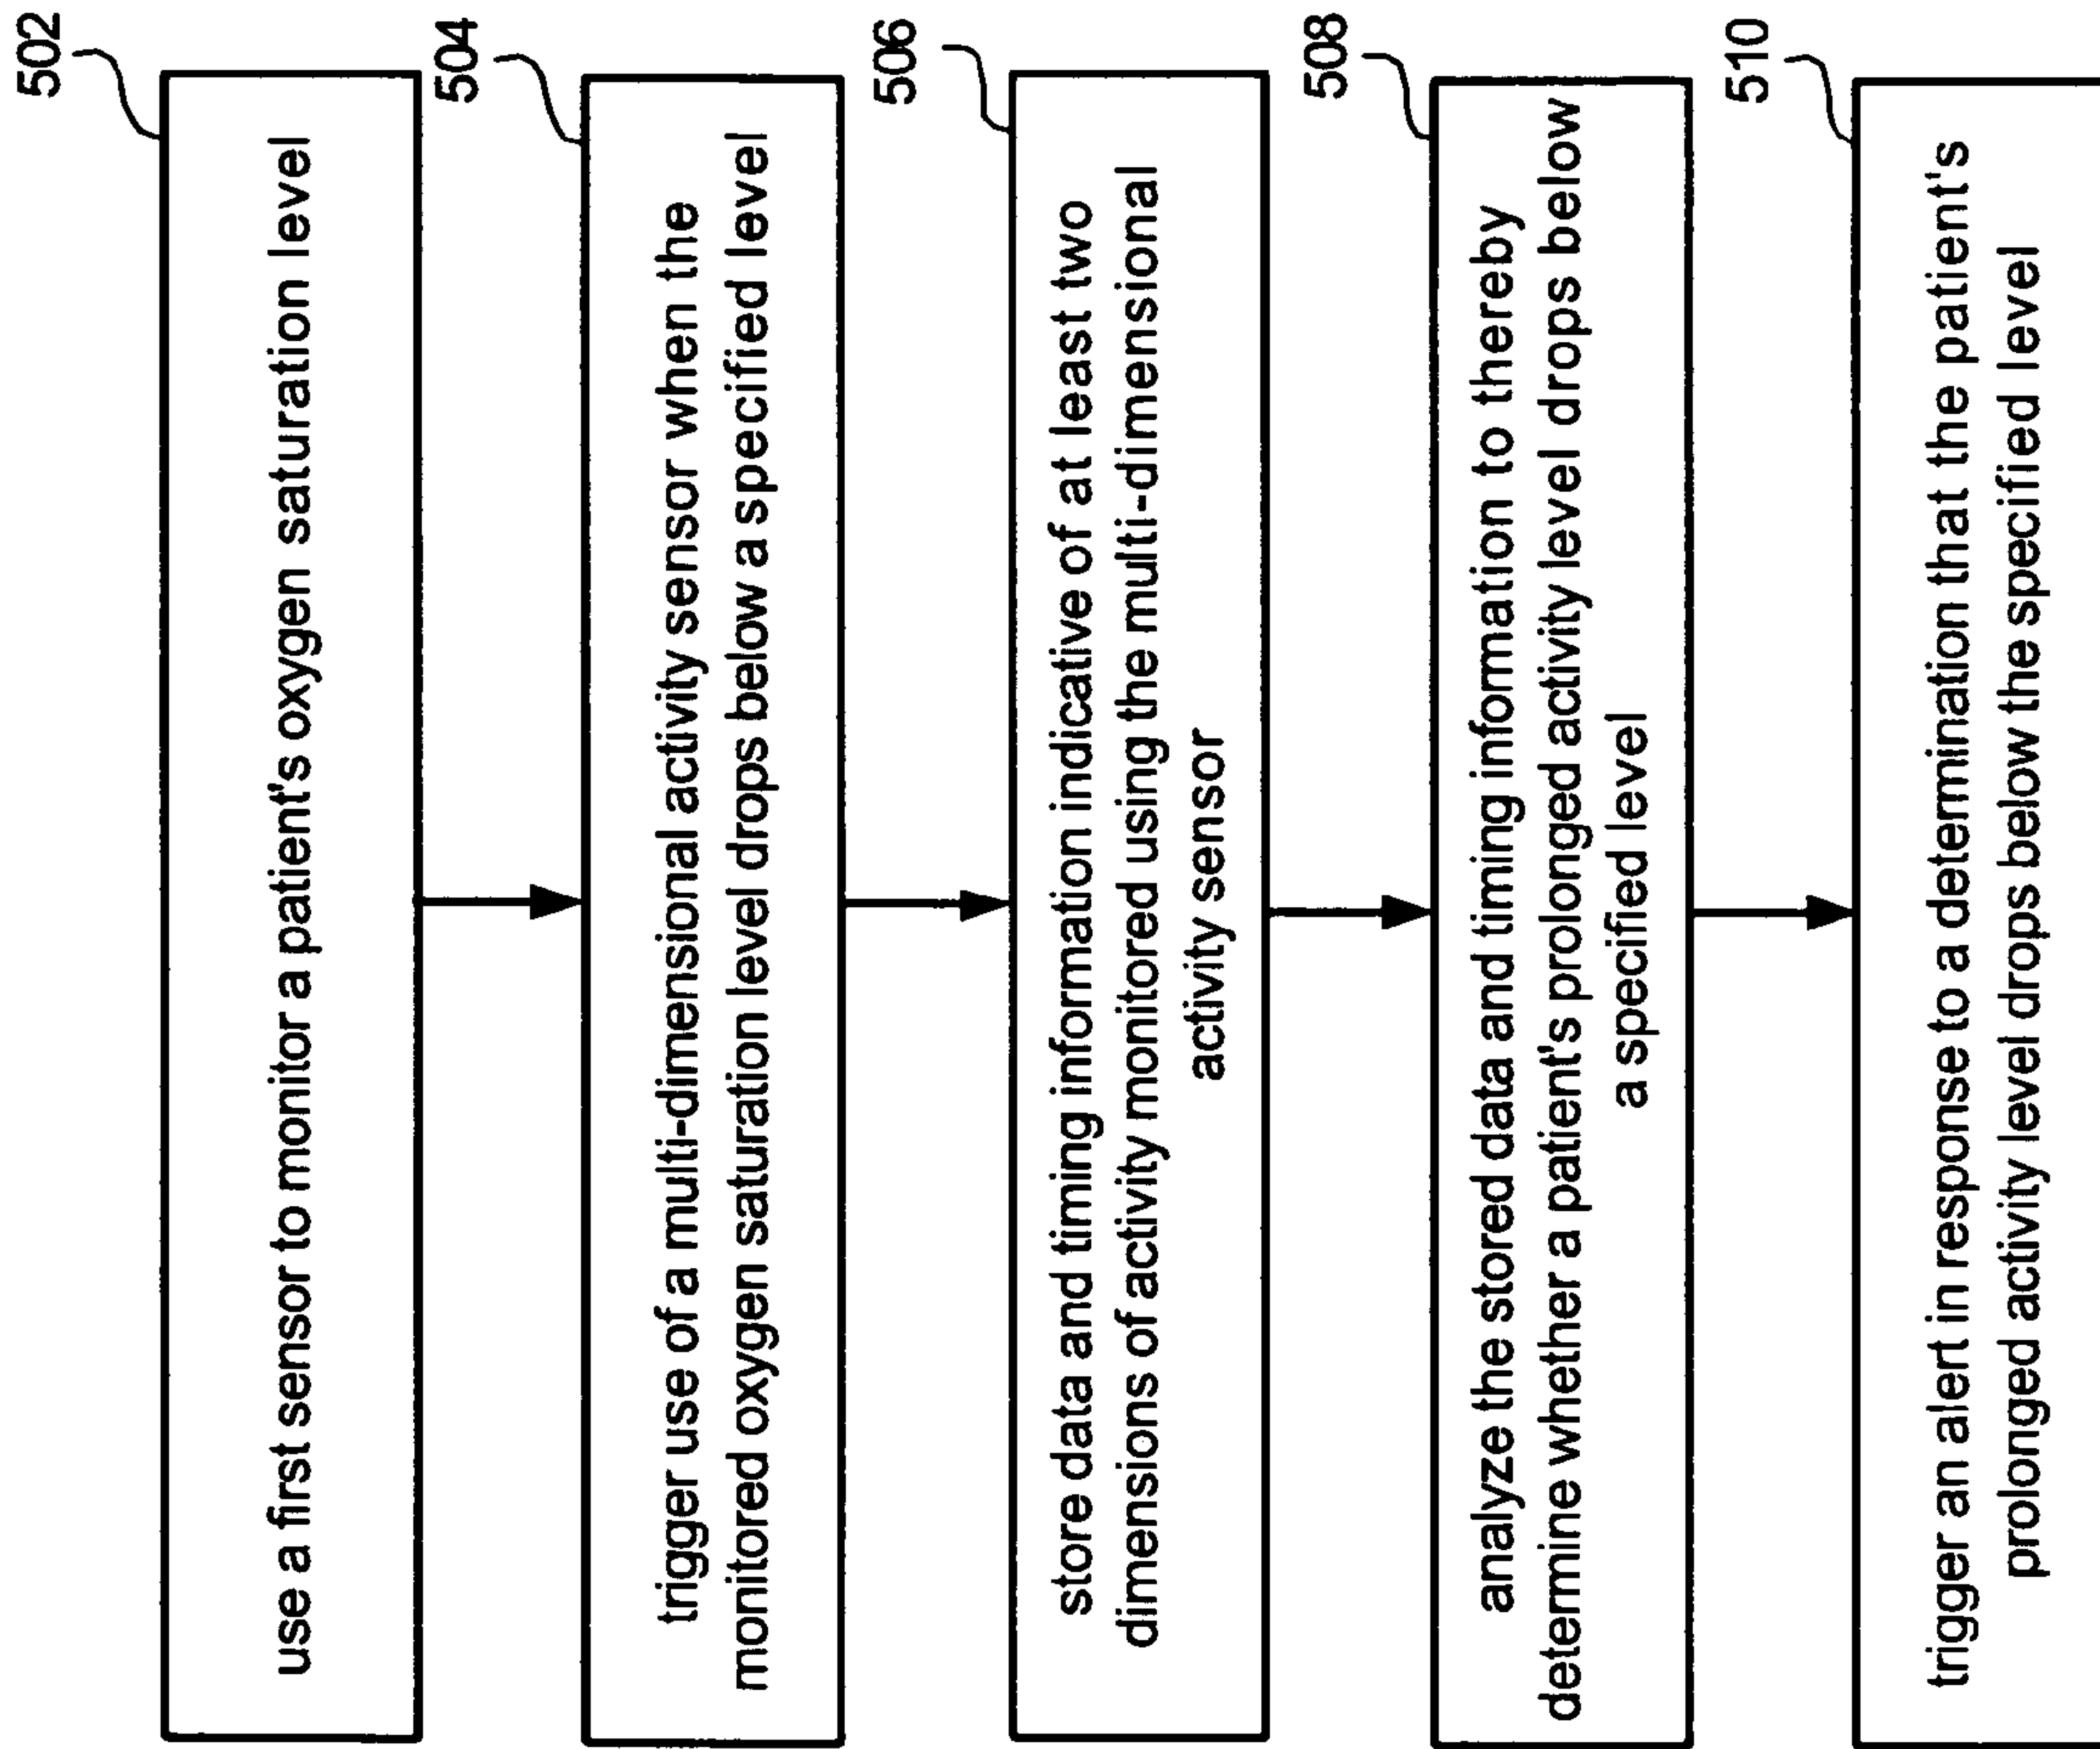 502
use a first sensor to monitor a patient's oxygen saturation level
504
trigger use of a multi-dimensional activity sensor when the
monitored oxygen saturation level drops below a specified level
506
store data and timing information indicative of at least two
dimensions of activity monitored using the multi-dimensional
activity sensor
508
analyze the stored data and timing infomation to thereby
determine whether a patient's prolonged activity level drops below
a specified level
510
trigger an alert in response to a determination that the patient's
prolonged activity level drops below the specified level